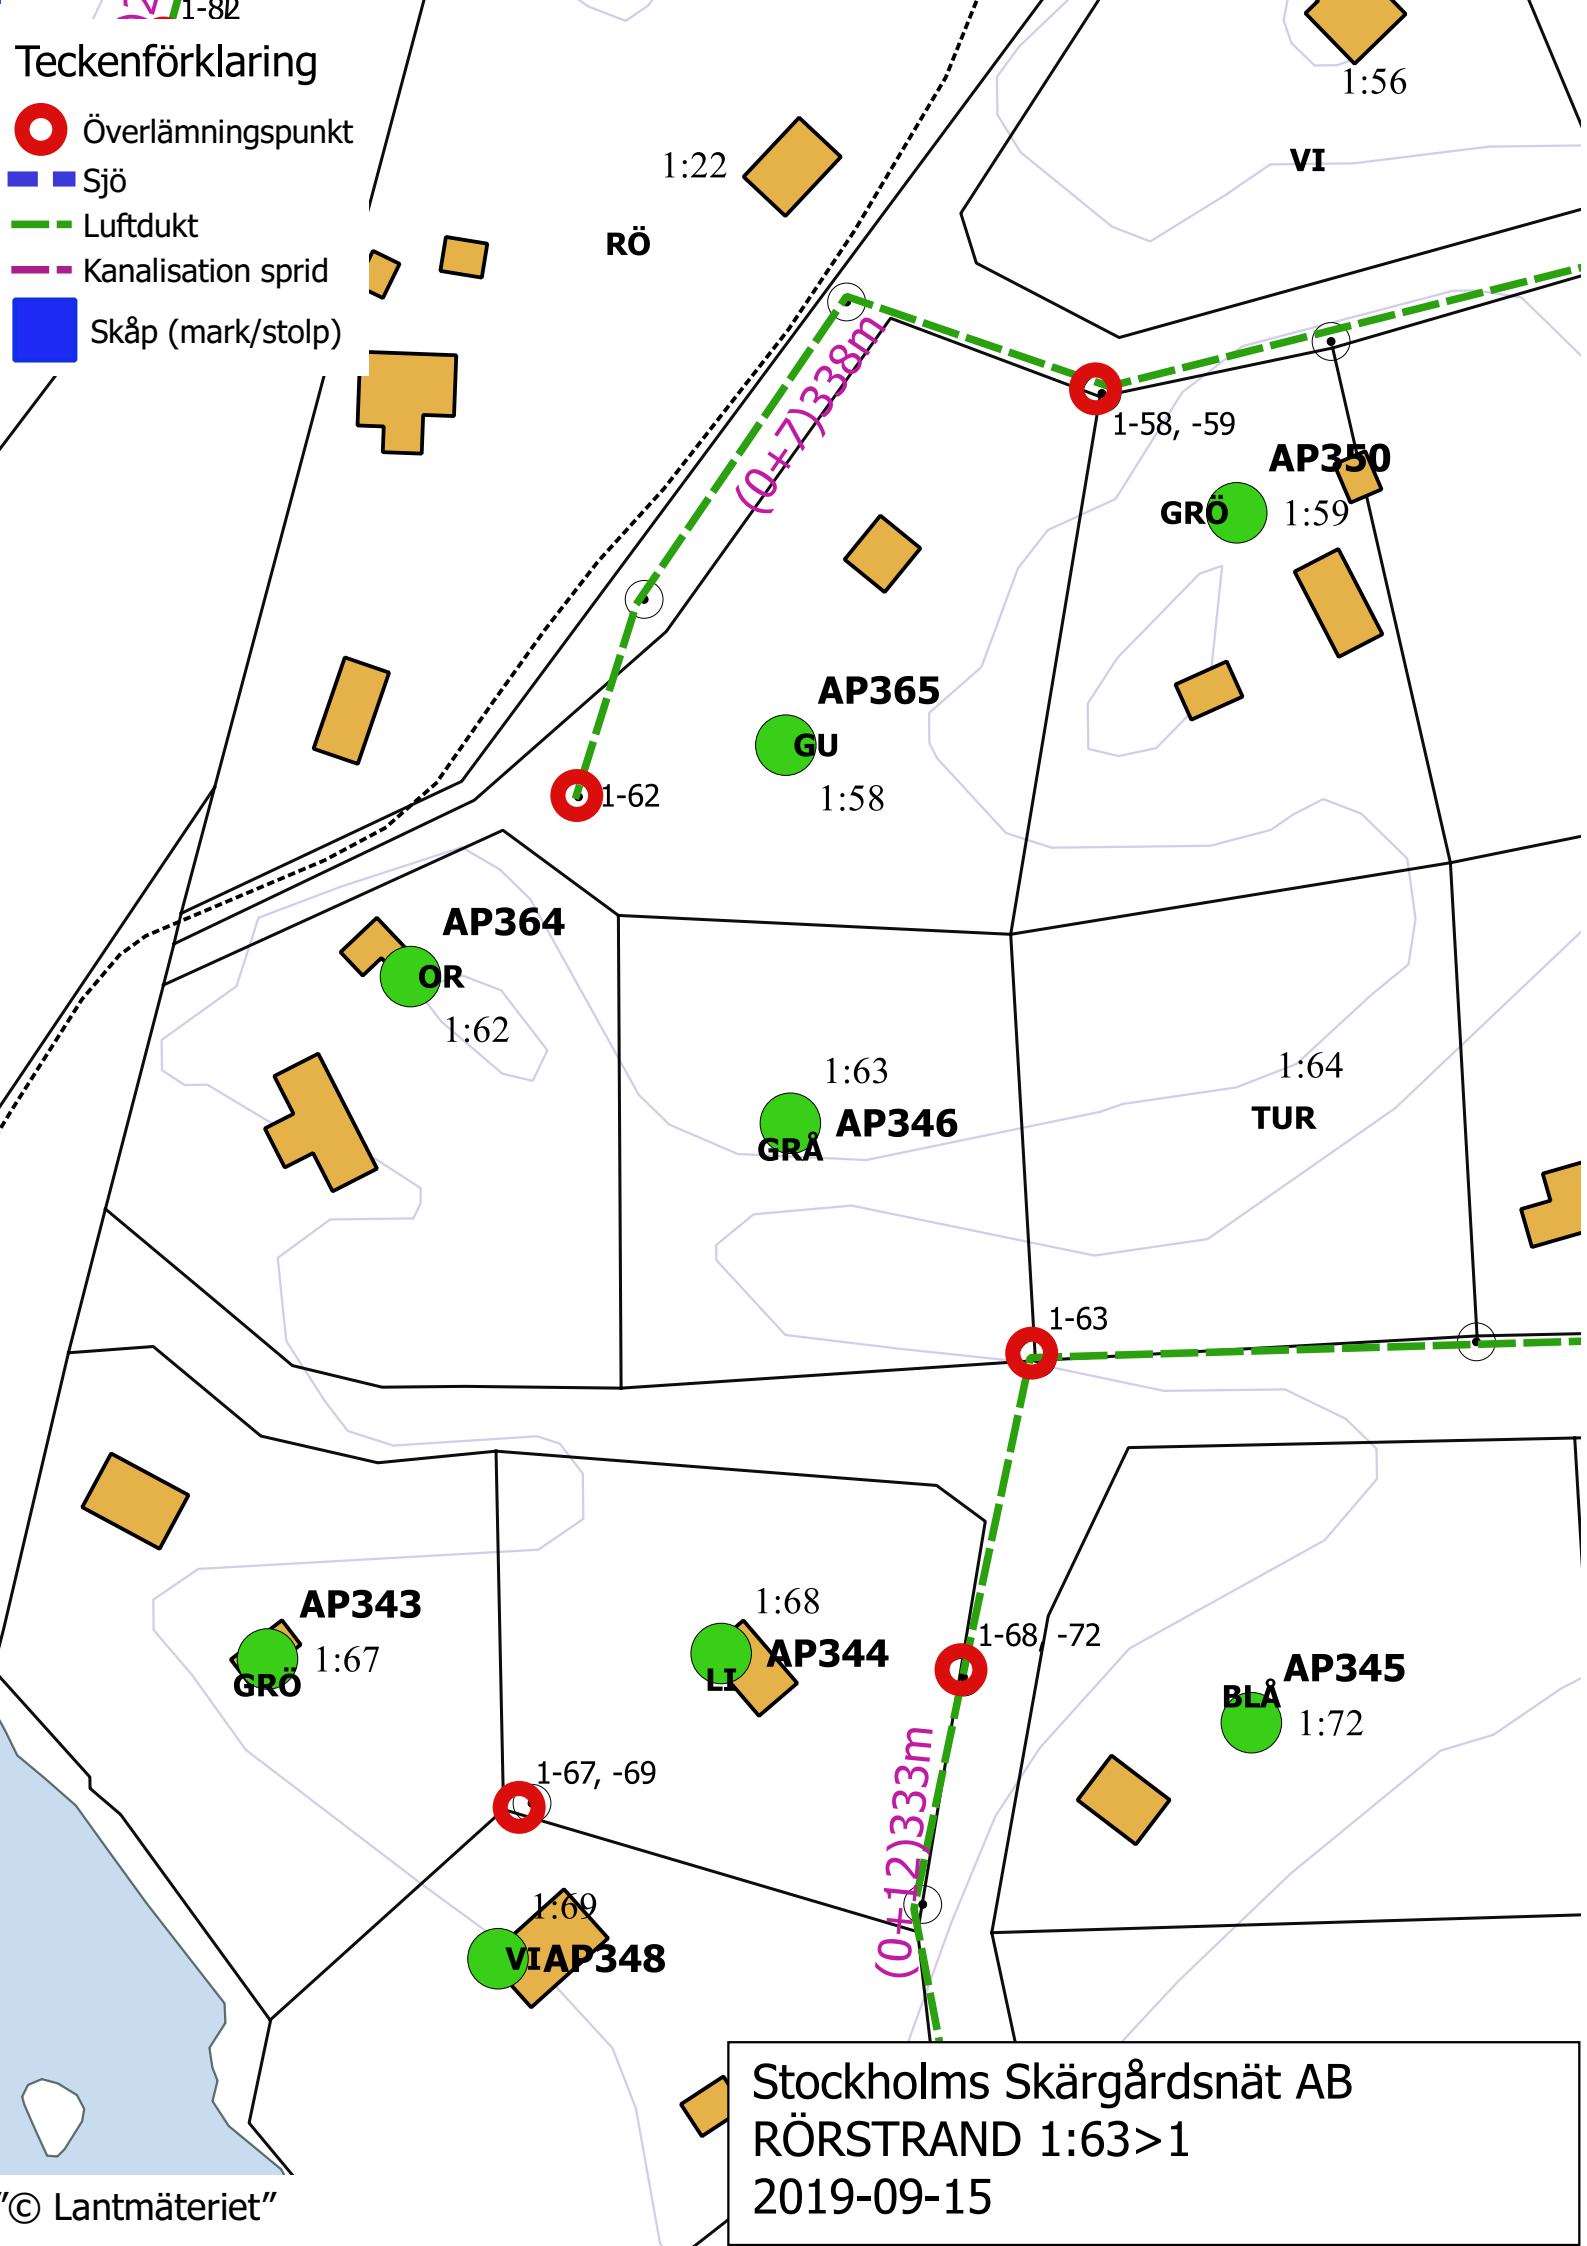 1-82
Teckenförklaring
Överlämningspunkt
Sjö
Luftdukt
Kanalisation sprid
Skåp (mark/stolp)
1:56
VI
1:22
RÖ
(0+7)338m
1-58, -59
AP350
GRÖ
1:59
AP365
GU
1:58
1-62
AP364
OR
1:62
1:63
AP346
GRÅ
1:64
TUR
1-63
AP343
1:67
GRÖ
1:68
AP344
LI
1-68, -72
AP345
BLÅ
1:72
1-67, -69
(0+12)333m
1:69
VI
AP348
Stockholms Skärgårdsnät AB
RÖRSTRAND 1:63>1
2019-09-15
"© Lantmäteriet"